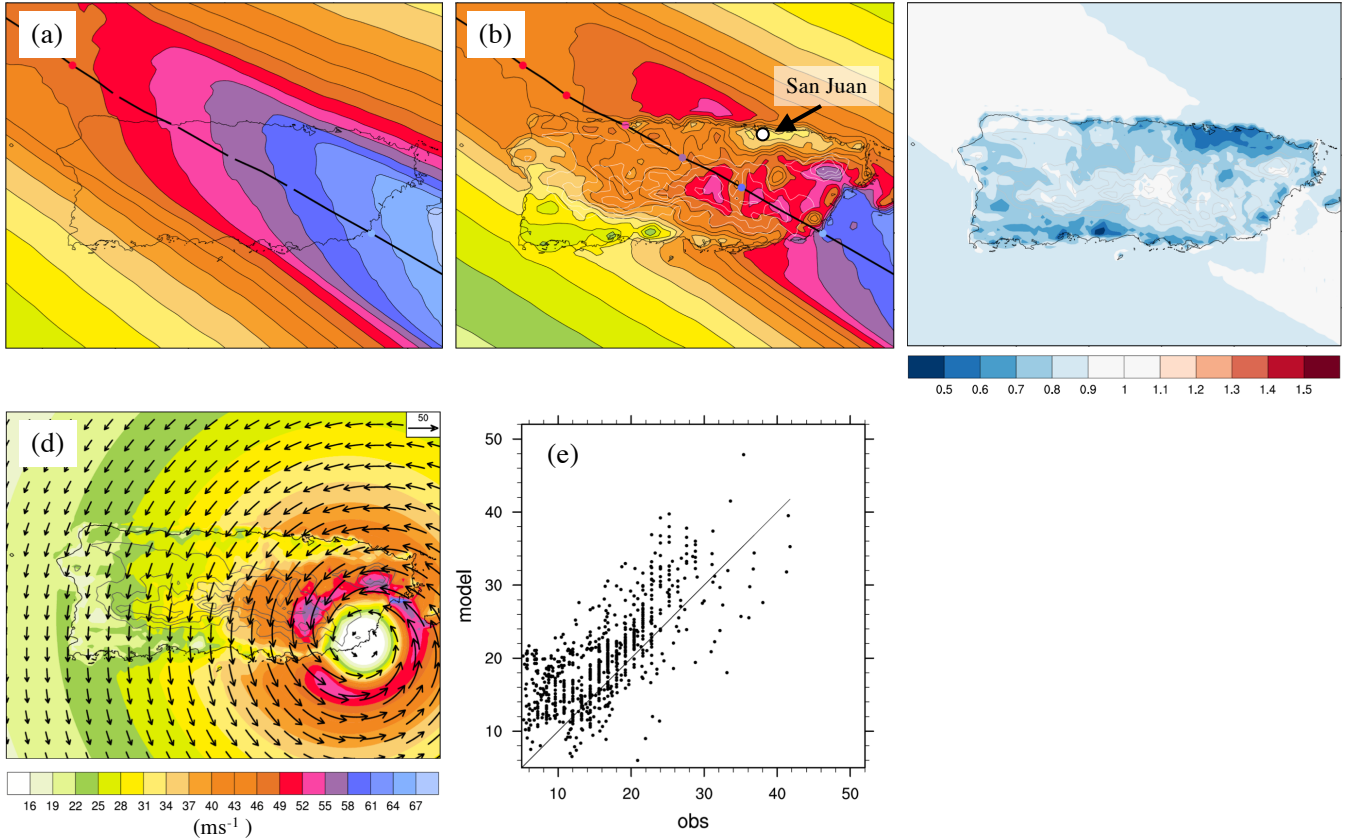 (a)
(b)
San Juan
0.5 0.6 0.7 0.8 0.9 1 1.1 1.2 1.3 1.4 1.5
(d)
50
16 19 22 25 28 31 34 37 40 43 46 49 52 55 58 61 64 67
(ms⁻¹ )
(e)
50
40
30
20
10
model
10 20 30 40 50
obs